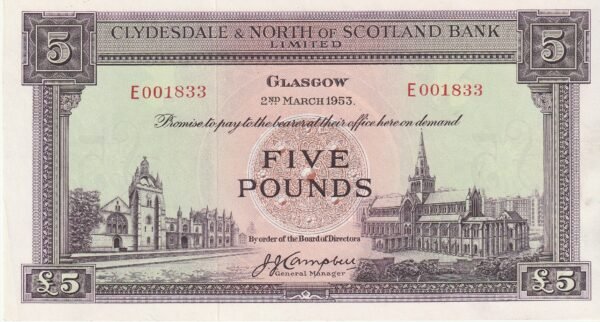 5 CLYDESDALE & NORTH OF SCOTLAND BANK 5
LIMITED
GLASGOW
E001833 2ND MARCH 1953. E001833
Promise to pay to the bearer at their office here on demand
FIVE
POUNDS
By order of the Board of Directors
J.J. Campbell
General Manager
£5 £5